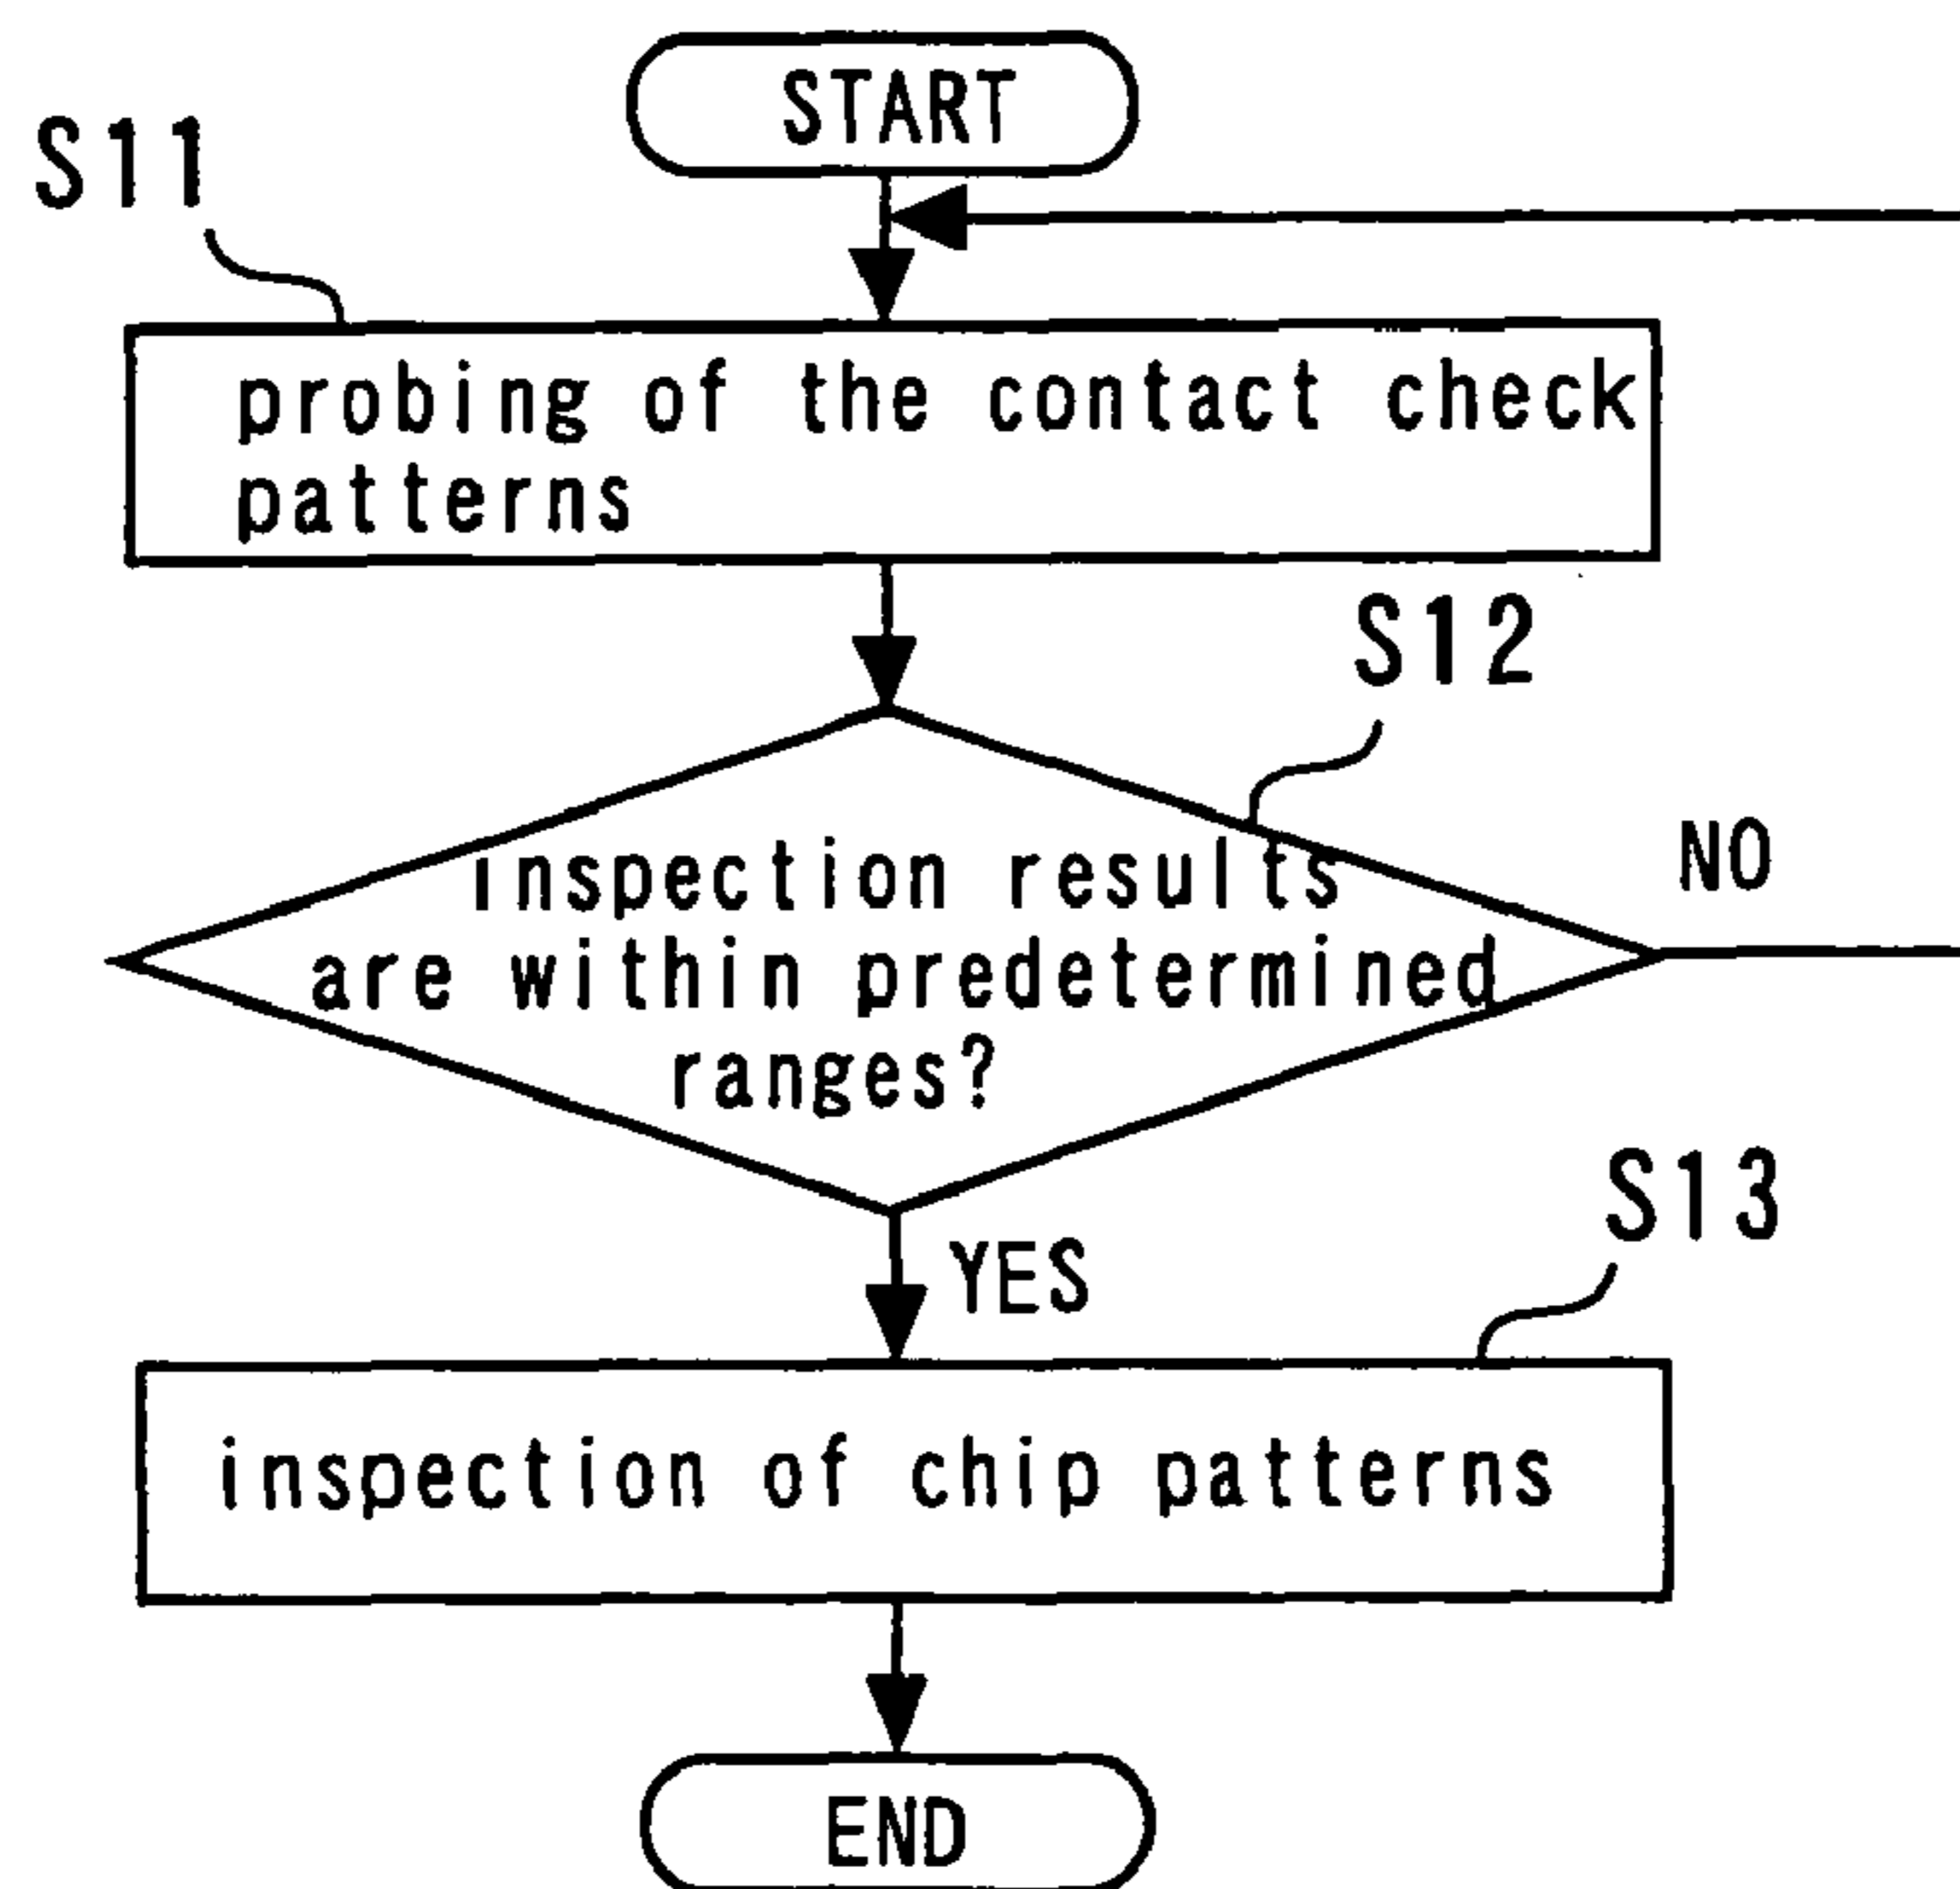 START
S11
probing of the contact check
patterns
S12
inspection results
are within predetermined
ranges?
NO
YES
S13
inspection of chip patterns
END